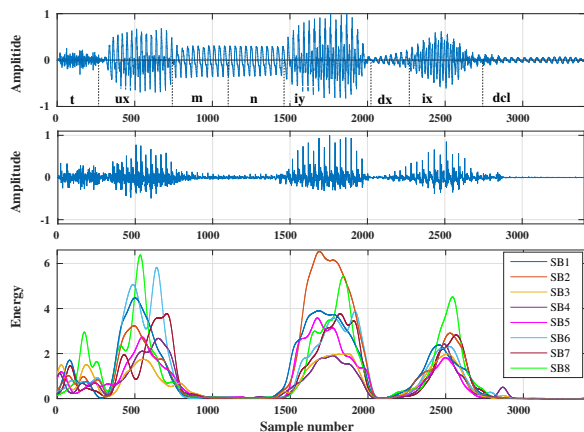 Amplitide
1
0
-1
t ux m n iy dx ix dcl
0 500 1000 1500 2000 2500 3000
Amplitude
1
0
-1
0 500 1000 1500 2000 2500 3000
Energy
6
4
2
0
0 500 1000 1500 2000 2500 3000
Sample number
SB1
SB2
SB3
SB4
SB5
SB6
SB7
SB8